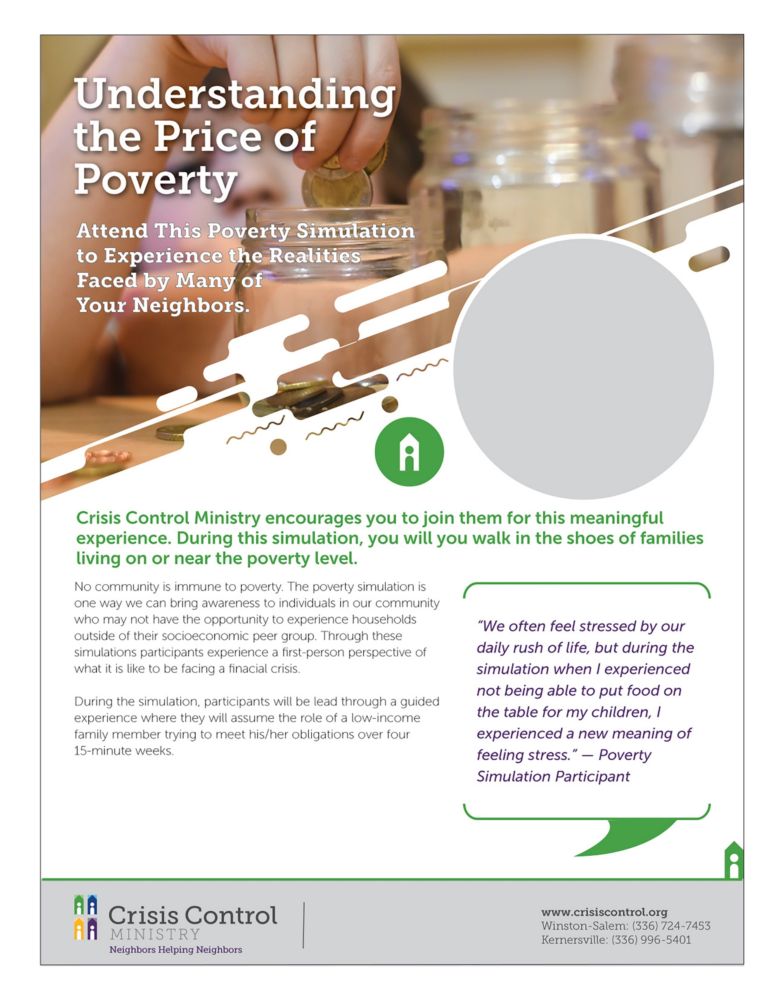 Understanding
the Price of
Poverty
Attend This Poverty Simulation
to Experience the Realities
Faced by Many of
Your Neighbors.
Crisis Control Ministry encourages you to join them for this meaningful
experience. During this simulation, you will you walk in the shoes of families
living on or near the poverty level.
No community is immune to poverty. The poverty simulation is
one way we can bring awareness to individuals in our community
who may not have the opportunity to experience households
outside of their socioeconomic peer group. Through these
simulations participants experience a first-person perspective of
what it is like to be facing a finacial crisis.
During the simulation, participants will be lead through a guided
experience where they will assume the role of a low-income
family member trying to meet his/her obligations over four
15-minute weeks.
“We often feel stressed by our
daily rush of life, but during the
simulation when I experienced
not being able to put food on
the table for my children, I
experienced a new meaning of
feeling stress.” — Poverty
Simulation Participant
Crisis Control
MINISTRY
Neighbors Helping Neighbors
www.crisiscontrol.org
Winston-Salem: (336) 724-7453
Kernersville: (336) 996-5401